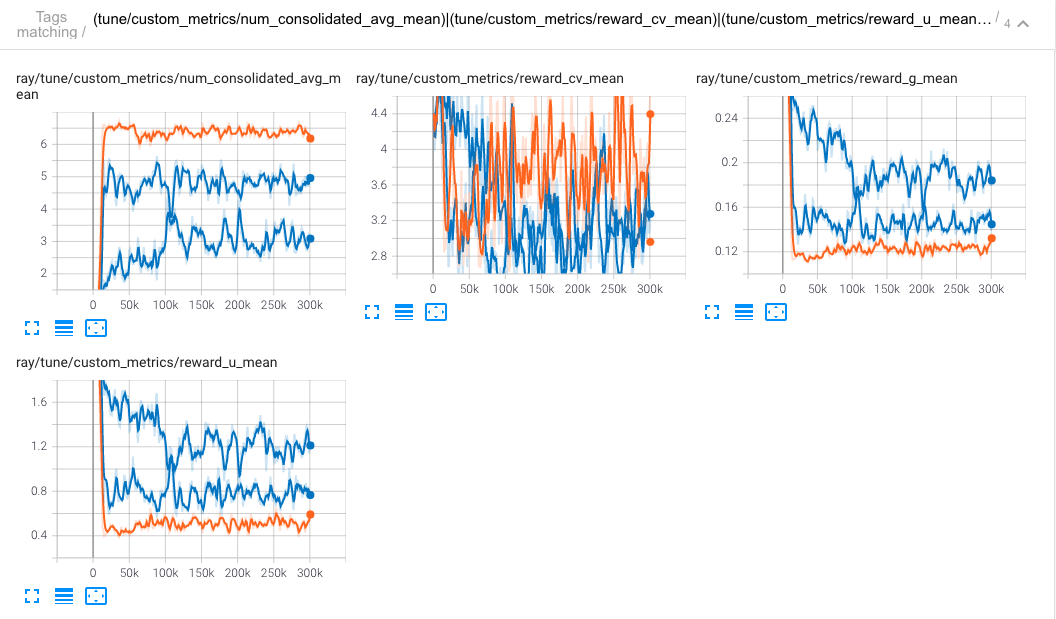 Tags
matching /
(tune/custom_metrics/num_consolidated_avg_mean)|(tune/custom_metrics/reward_cv_mean)|(tune/custom_metrics/reward_u_mean… / 4
ray/tune/custom_metrics/num_consolidated_avg_m
ean
6
5
4
3
2
0 50k 100k 150k 200k 250k 300k
ray/tune/custom_metrics/reward_cv_mean
4.4
4
3.6
3.2
2.8
0 50k 100k 150k 200k 250k 300k
ray/tune/custom_metrics/reward_g_mean
0.24
0.2
0.16
0.12
0 50k 100k 150k 200k 250k 300k
ray/tune/custom_metrics/reward_u_mean
1.6
1.2
0.8
0.4
0 50k 100k 150k 200k 250k 300k